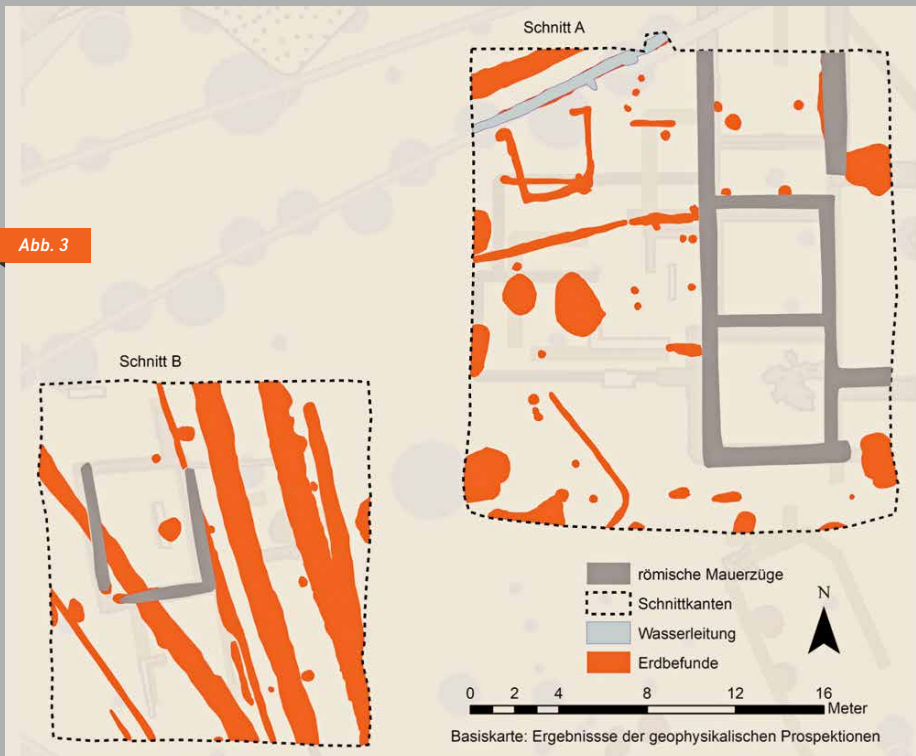 Schnitt A
Abb. 3
Schnitt B
römische Mauerzüge
Schnittkanten
Wasserleitung
Erdbefunde
N
0 2 4 8 12 16
Meter
Basiskarte: Ergebnissse der geophysikalischen Prospektionen